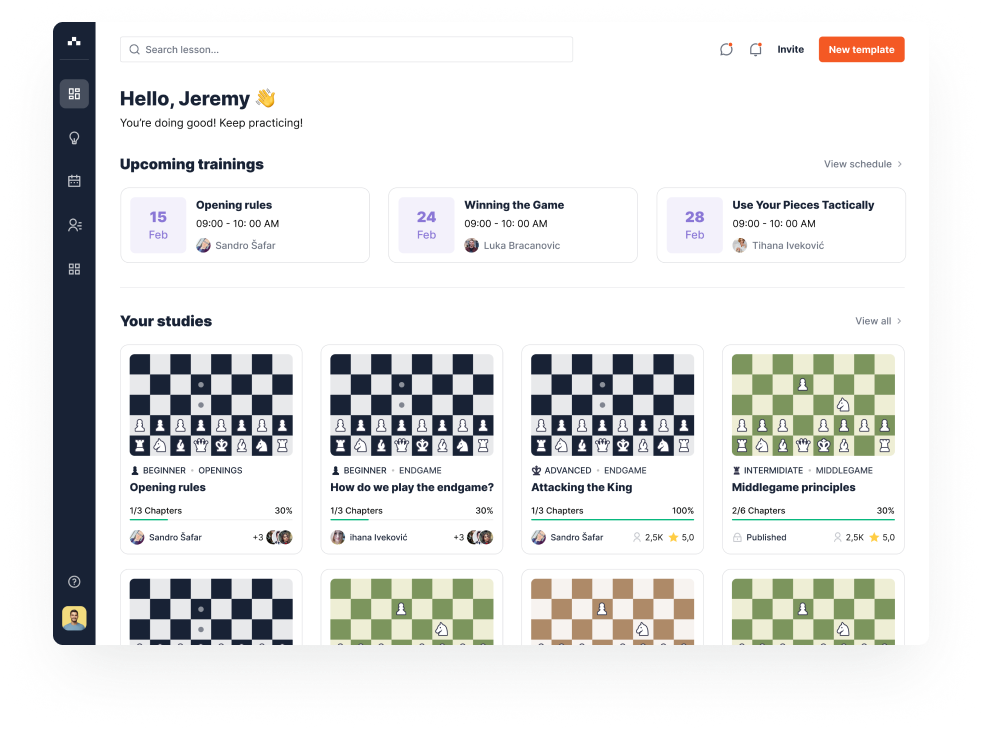 Search lesson...
Invite
New template
Hello, Jeremy 👋
You're doing good! Keep practicing!
Upcoming trainings
View schedule
15
Feb
Opening rules
09:00 - 10: 00 AM
Sandro Šafar
24
Feb
Winning the Game
09:00 - 10: 00 AM
Luka Bracanovic
28
Feb
Use Your Pieces Tactically
09:00 - 10: 00 AM
Tihana Iveković
Your studies
View all
BEGINNER • OPENINGS
Opening rules
1/3 Chapters 30%
Sandro Šafar +3
BEGINNER • ENDGAME
How do we play the endgame?
1/3 Chapters 30%
ihana Iveković +3
ADVANCED • ENDGAME
Attacking the King
1/3 Chapters 100%
Sandro Šafar 2,5K 5,0
INTERMIDIATE • MIDDLEGAME
Middlegame principles
2/6 Chapters 30%
Published 2,5K 5,0